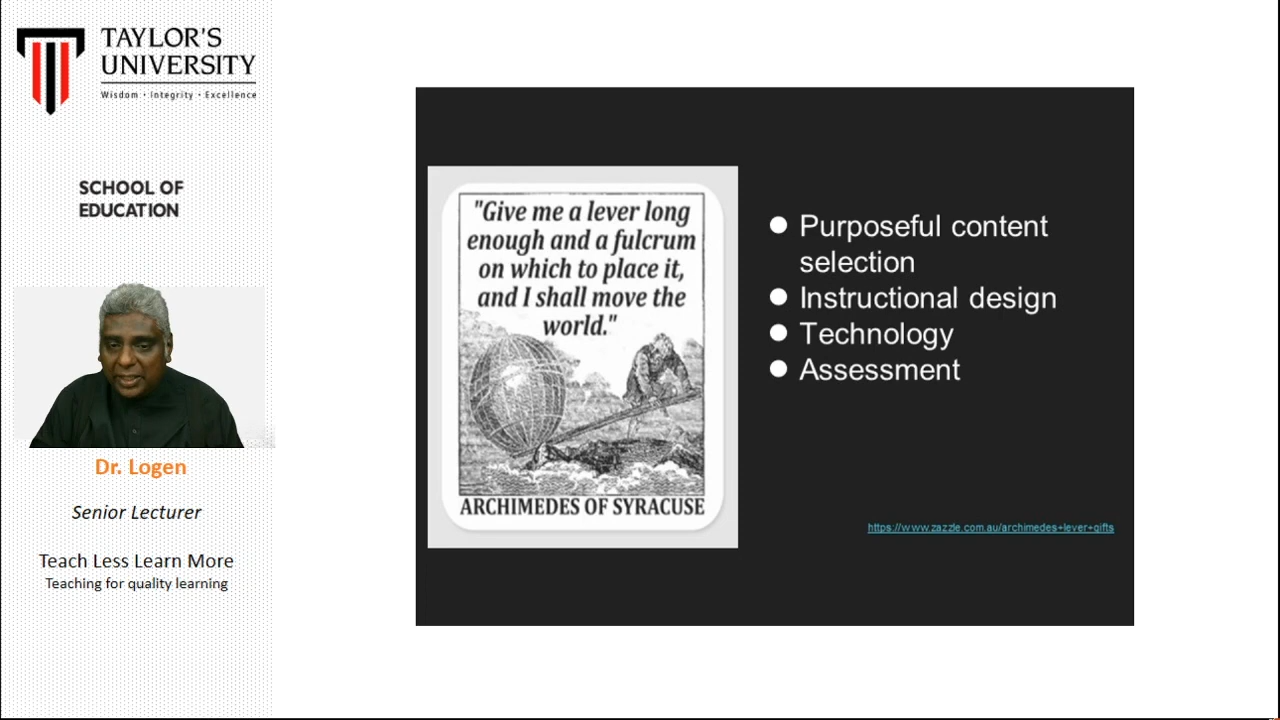 TAYLOR'S
UNIVERSITY
Wisdom · Integrity · Excellence
SCHOOL OF
EDUCATION
Dr. Logen
Senior Lecturer
Teach Less Learn More
Teaching for quality learning
"Give me a lever long
enough and a fulcrum
on which to place it,
and I shall move the
world."
ARCHIMEDES OF SYRACUSE
● Purposeful content
selection
● Instructional design
● Technology
● Assessment
https://www.zazzle.com.au/archimedes+lever+gifts